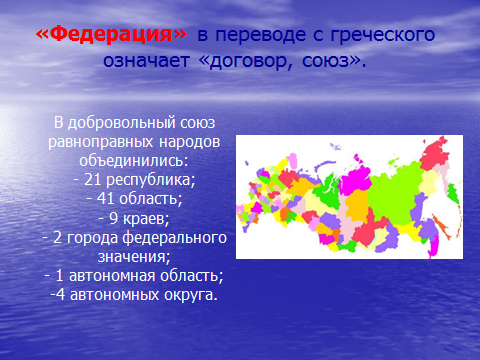 «Федерация» в переводе с греческого
означает «договор, союз».
В добровольный союз
равноправных народов
объединились:
- 21 республика;
- 41 область;
- 9 краев;
- 2 города федерального
значения;
- 1 автономная область;
-4 автономных округа.